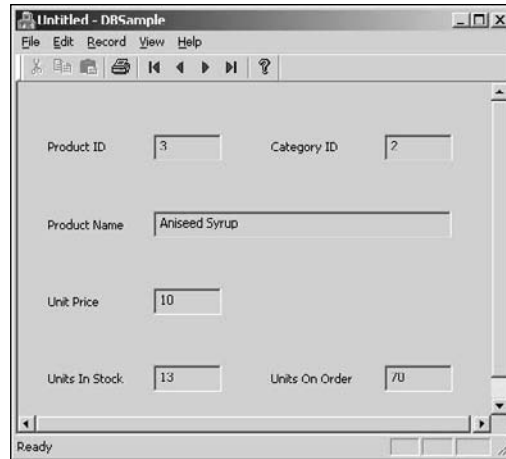 Untitled - DBSample
File Edit Record View Help
Product ID 3 Category ID 2
Product Name Aniseed Syrup
Unit Price 10
Units In Stock 13 Units On Order 70
Ready